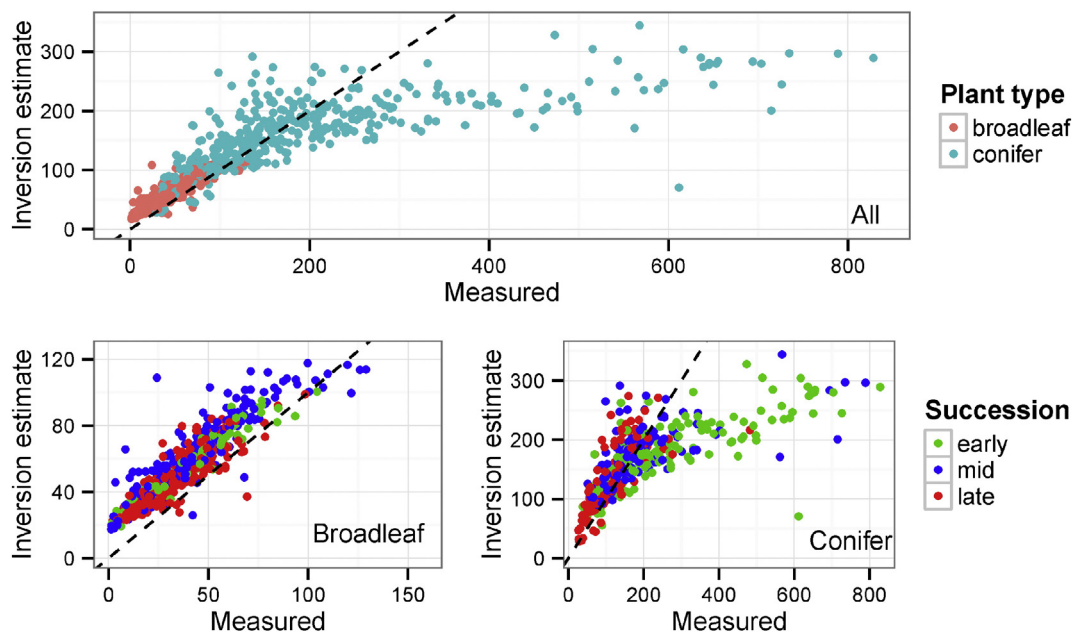 Inversion estimate
300
200
100
0
All
0
200
400
600
800
Measured
Plant type
broadleaf
conifer
Inversion estimate
120
80
40
0
Broadleaf
0
50
100
150
Measured
Inversion estimate
300
200
100
0
Conifer
0
200
400
600
800
Measured
Succession
early
mid
late